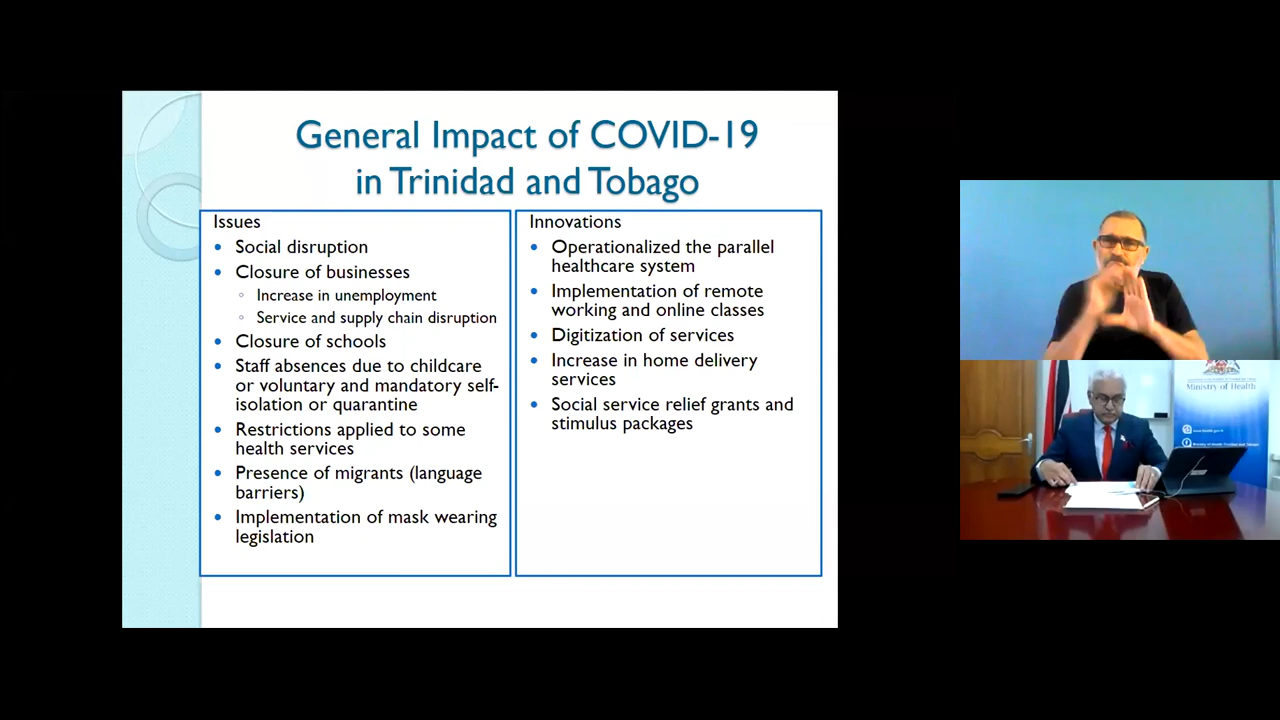 General Impact of COVID-19
in Trinidad and Tobago
Issues
• Social disruption
• Closure of businesses
◦ Increase in unemployment
◦ Service and supply chain disruption
• Closure of schools
• Staff absences due to childcare
or voluntary and mandatory self-
isolation or quarantine
• Restrictions applied to some
health services
• Presence of migrants (language
barriers)
• Implementation of mask wearing
legislation
Innovations
• Operationalized the parallel
healthcare system
• Implementation of remote
working and online classes
• Digitization of services
• Increase in home delivery
services
• Social service relief grants and
stimulus packages
Ministry of Health